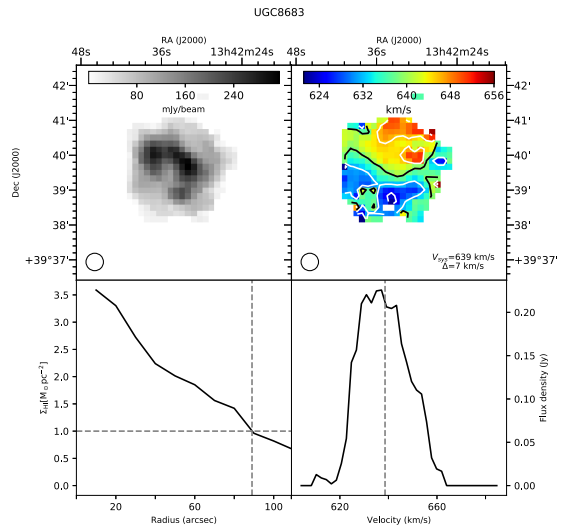 UGC8683
RA (J2000)
48s 36s 13h42m24s
RA (J2000)
48s 36s 13h42m24s
42'
41'
40'
39'
38'
+39°37'
Dec (J2000)
80 160 240
mJy/beam
624 632 640 648 656
km/s
V_sys=639 km/s
Δ=7 km/s
42'
41'
40'
39'
38'
+39°37'
3.5
3.0
2.5
2.0
1.5
1.0
0.5
0.0
Σ_HI[M_⊙pc⁻²]
20 60 100
Radius (arcsec)
0.20
0.15
0.10
0.05
0.00
Flux density (Jy)
620 660
Velocity (km/s)